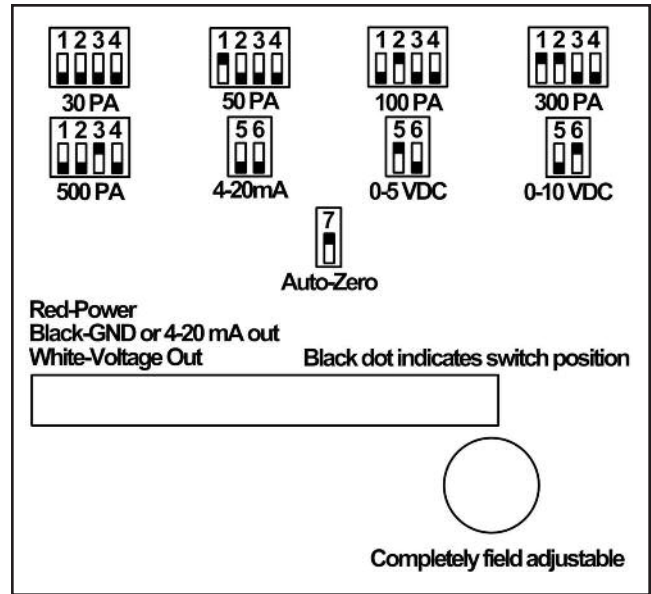 1234 1234 1234 1234
30 PA 50 PA 100 PA 300 PA
1234 56 56 56
500 PA 4-20mA 0-5 VDC 0-10 VDC
7
Auto-Zero
Red-Power
Black-GND or 4-20 mA out
White-Voltage Out Black dot indicates switch position
Completely field adjustable